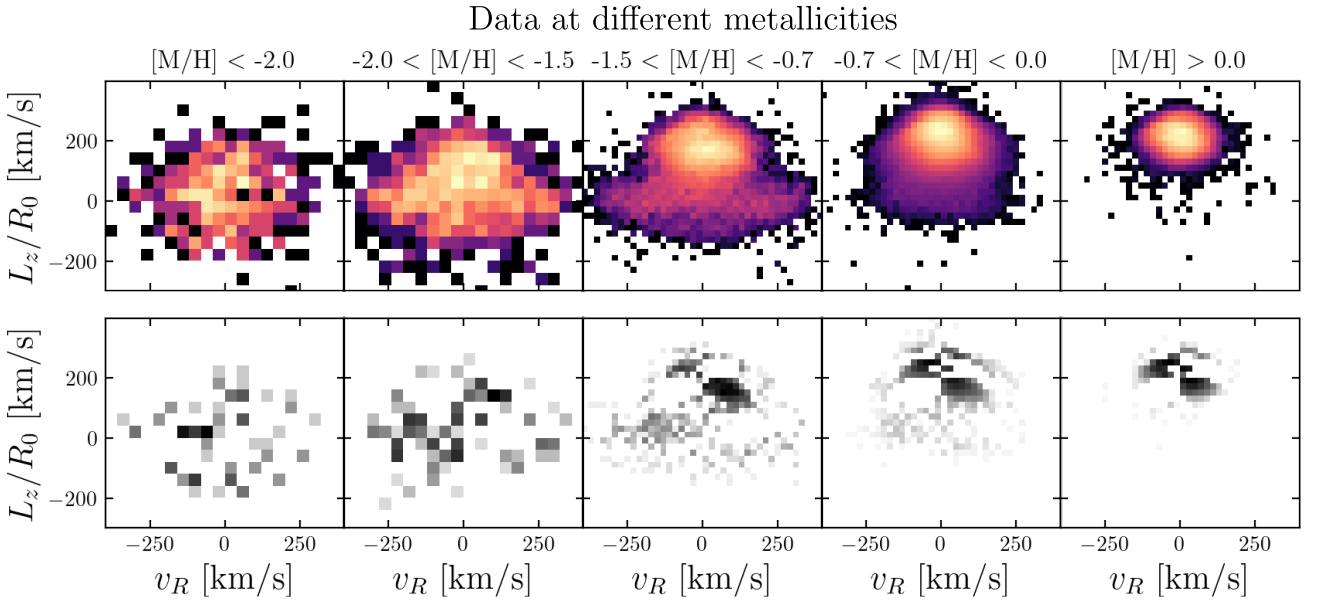 Data at different metallicities
[M/H] < -2.0
-2.0 < [M/H] < -1.5
-1.5 < [M/H] < -0.7
-0.7 < [M/H] < 0.0
[M/H] > 0.0
L_z/R_0 [km/s]
200
0
−200
L_z/R_0 [km/s]
200
0
−200
−250 0 250
−250 0 250
−250 0 250
−250 0 250
−250 0 250
v_R [km/s]
v_R [km/s]
v_R [km/s]
v_R [km/s]
v_R [km/s]